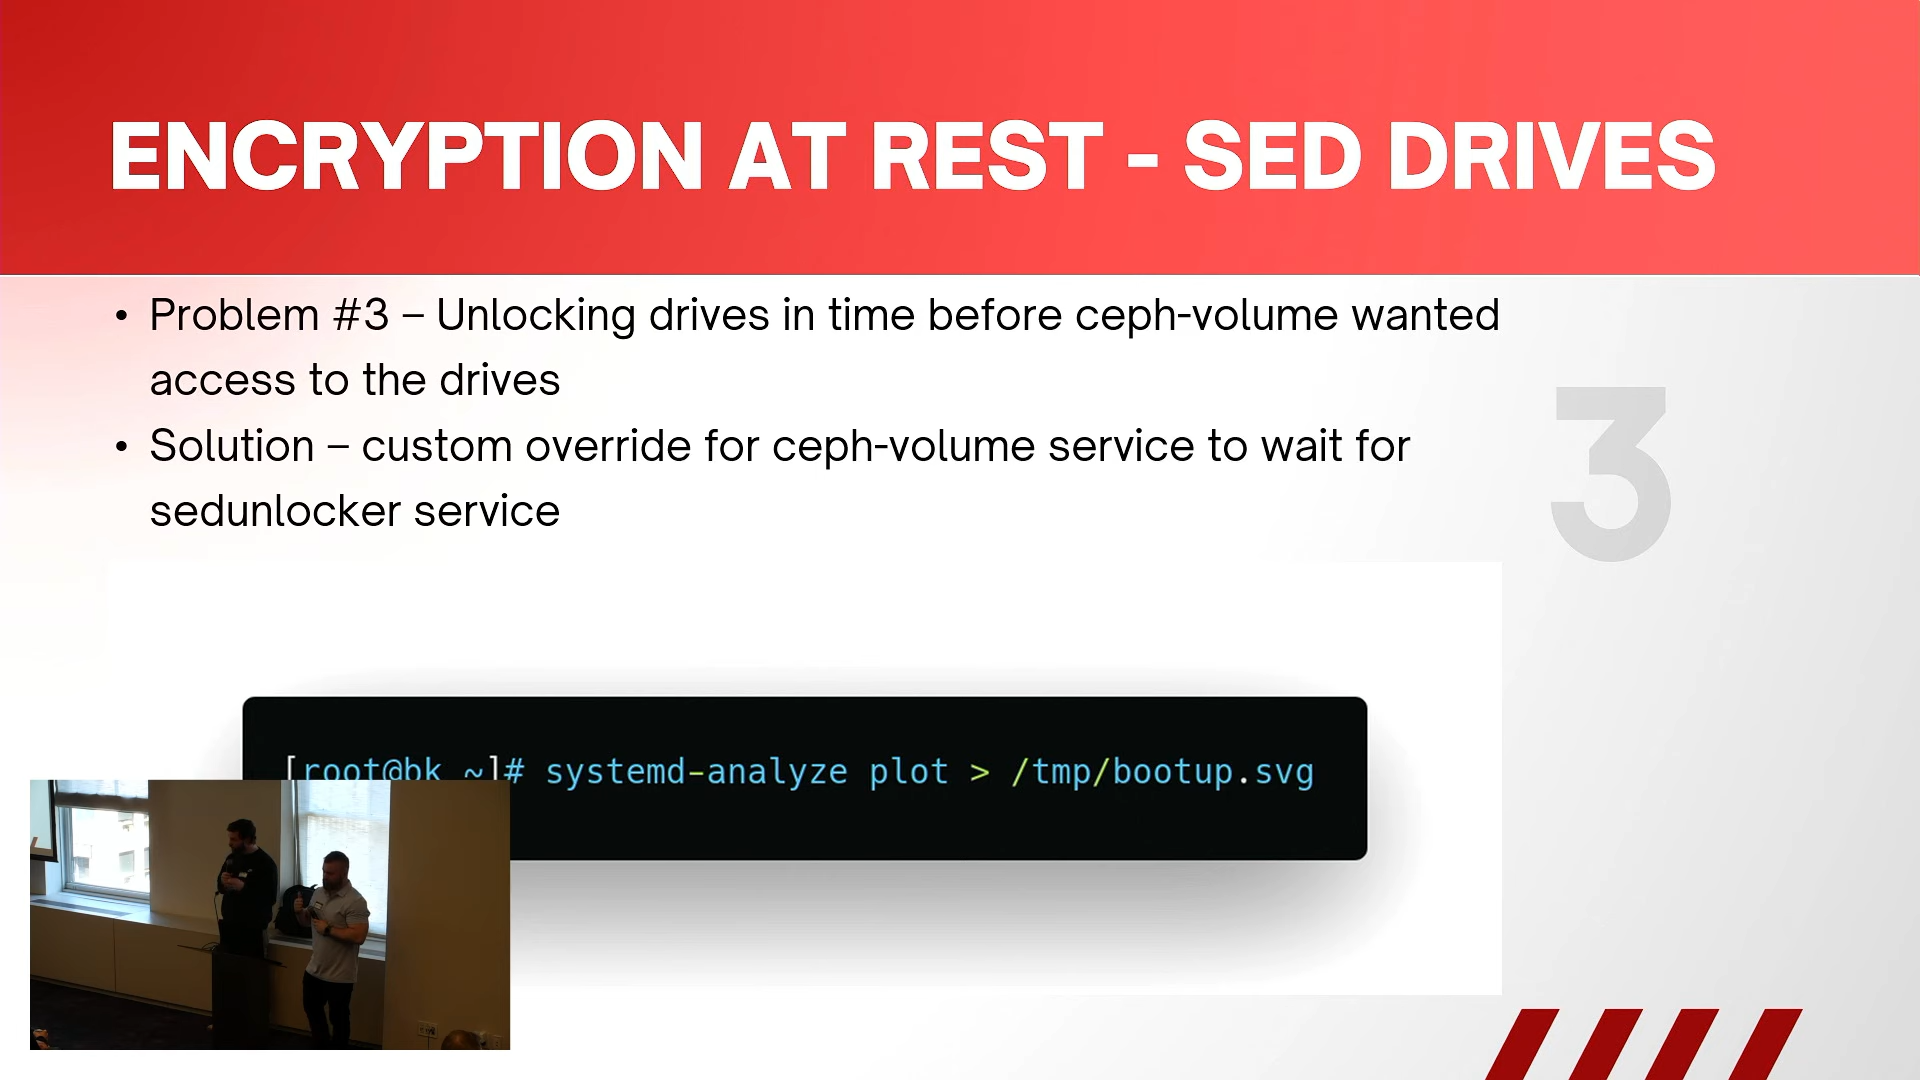 ENCRYPTION AT REST - SED DRIVES
• Problem #3 – Unlocking drives in time before ceph-volume wanted
access to the drives
• Solution – custom override for ceph-volume service to wait for
sedunlocker service
3
[root@bk ~]# systemd-analyze plot > /tmp/bootup.svg